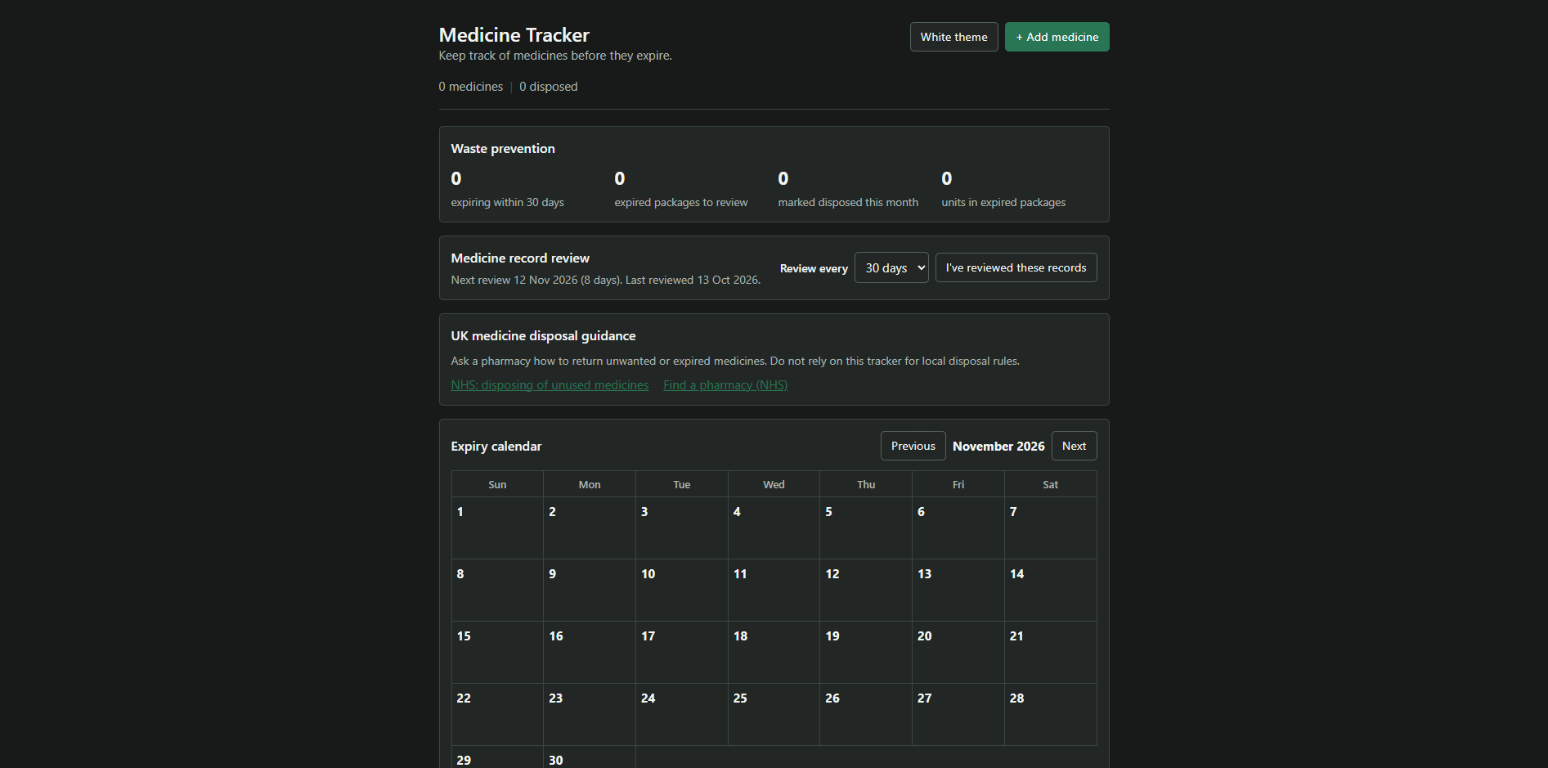 Medicine Tracker
White theme
+ Add medicine
Keep track of medicines before they expire.
0 medicines | 0 disposed
Waste prevention
0 0 0 0
expiring within 30 days expired packages to review marked disposed this month units in expired packages
Medicine record review
Next review 12 Nov 2026 (8 days). Last reviewed 13 Oct 2026.
Review every 30 days I've reviewed these records
UK medicine disposal guidance
Ask a pharmacy how to return unwanted or expired medicines. Do not rely on this tracker for local disposal rules.
NHS: disposing of unused medicines Find a pharmacy (NHS)
Expiry calendar Previous November 2026 Next
Sun Mon Tue Wed Thu Fri Sat
1 2 3 4 5 6 7
8 9 10 11 12 13 14
15 16 17 18 19 20 21
22 23 24 25 26 27 28
29 30